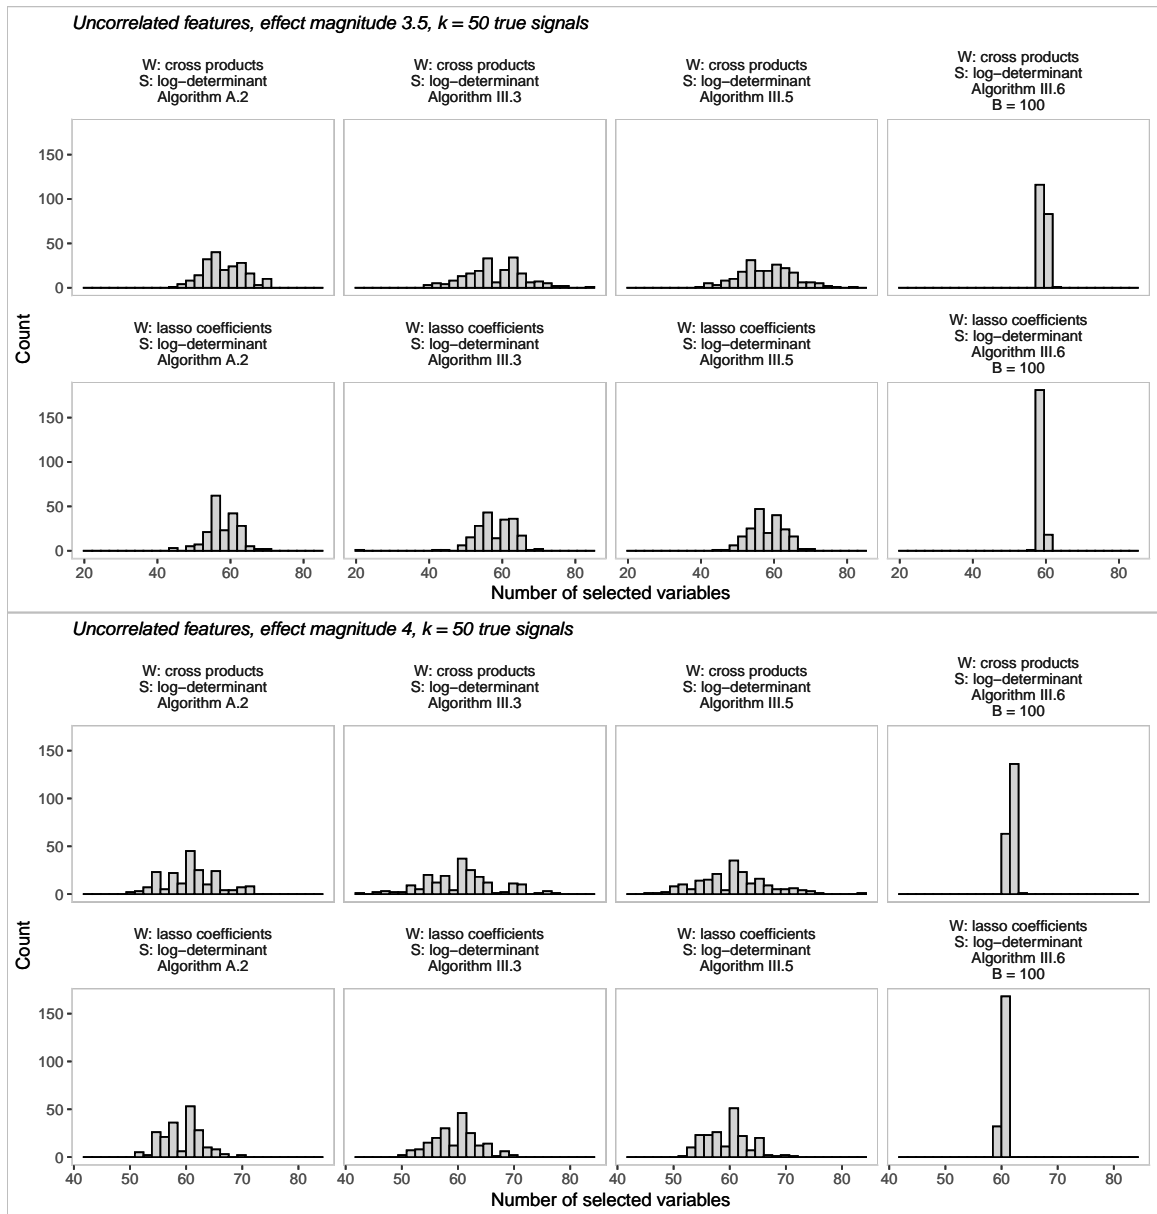 Uncorrelated features, effect magnitude 3.5, k = 50 true signals
W: cross products
S: log−determinant
Algorithm A.2
W: cross products
S: log−determinant
Algorithm III.3
W: cross products
S: log−determinant
Algorithm III.5
W: cross products
S: log−determinant
Algorithm III.6
B = 100
150
100
50
0
Count
W: lasso coefficients
S: log−determinant
Algorithm A.2
W: lasso coefficients
S: log−determinant
Algorithm III.3
W: lasso coefficients
S: log−determinant
Algorithm III.5
W: lasso coefficients
S: log−determinant
Algorithm III.6
B = 100
150
100
50
0
20 40 60 80 20 40 60 80 20 40 60 80 20 40 60 80
Number of selected variables
Uncorrelated features, effect magnitude 4, k = 50 true signals
W: cross products
S: log−determinant
Algorithm A.2
W: cross products
S: log−determinant
Algorithm III.3
W: cross products
S: log−determinant
Algorithm III.5
W: cross products
S: log−determinant
Algorithm III.6
B = 100
150
100
50
0
Count
W: lasso coefficients
S: log−determinant
Algorithm A.2
W: lasso coefficients
S: log−determinant
Algorithm III.3
W: lasso coefficients
S: log−determinant
Algorithm III.5
W: lasso coefficients
S: log−determinant
Algorithm III.6
B = 100
150
100
50
0
40 50 60 70 80 40 50 60 70 80 40 50 60 70 80 40 50 60 70 80
Number of selected variables